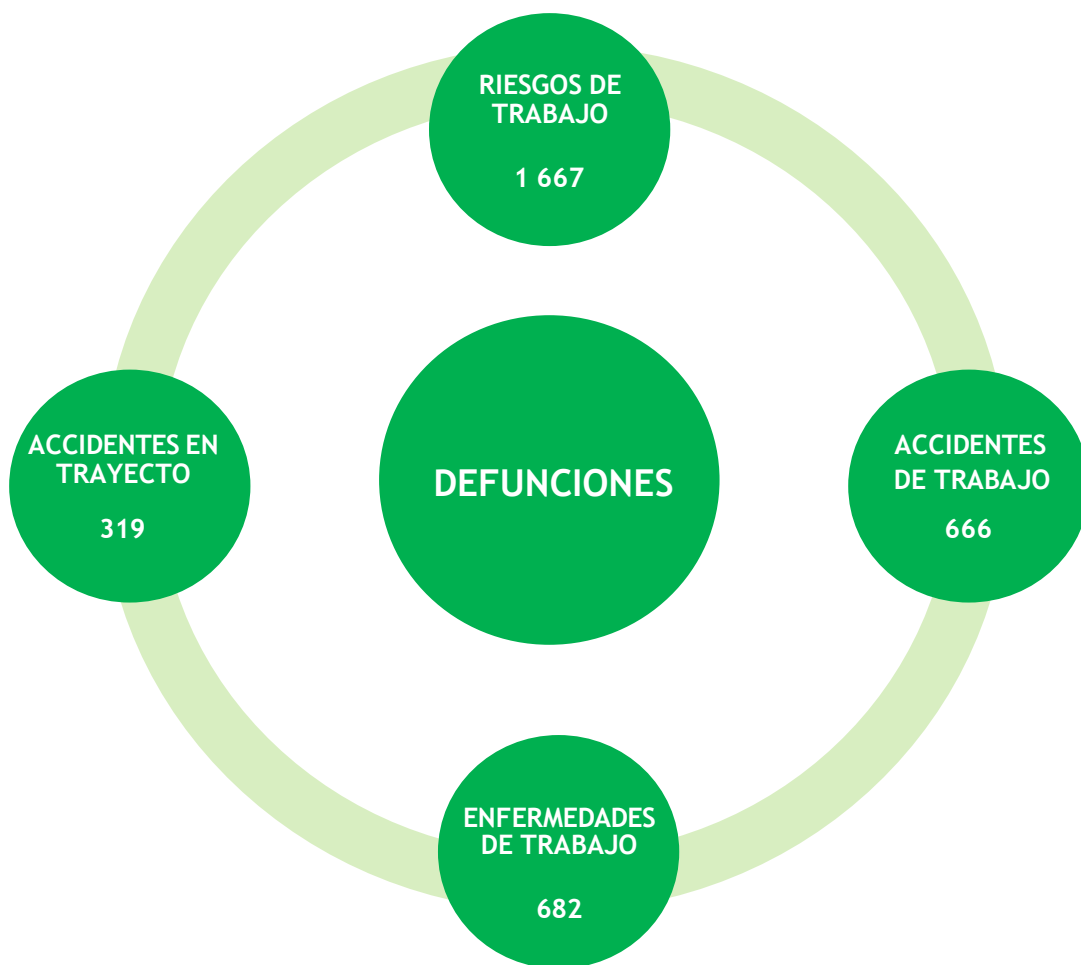 RIESGOS DE
TRABAJO
1 667
ACCIDENTES EN
TRAYECTO
319
DEFUNCIONES
ACCIDENTES
DE TRABAJO
666
ENFERMEDADES
DE TRABAJO
682